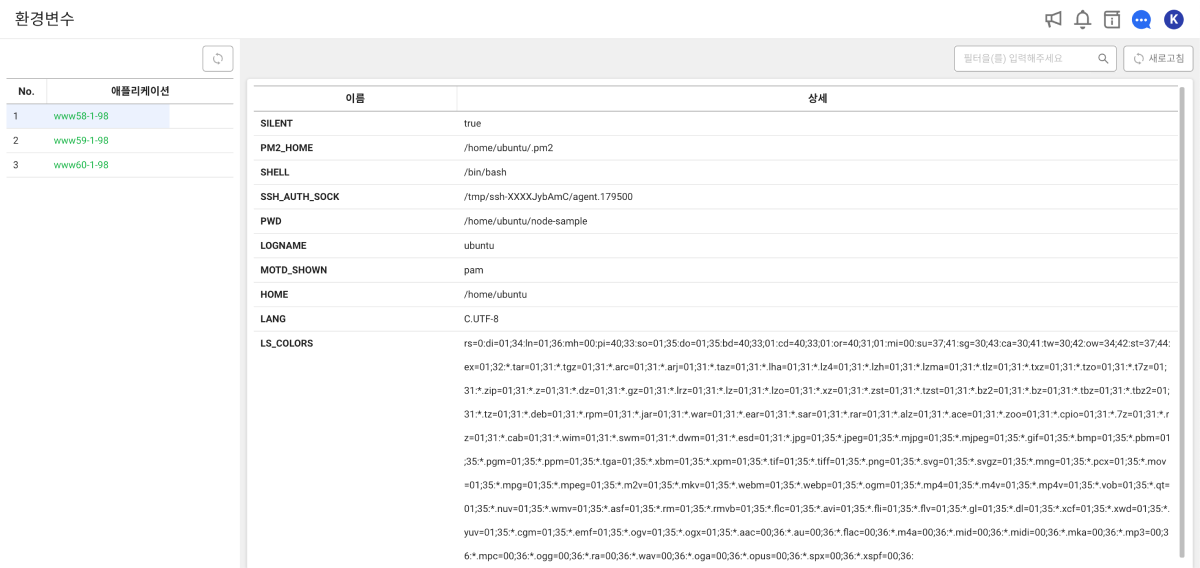 환경변수
K
필터을(를) 입력해주세요
새로고침
No. 애플리케이션
1 www58-1-98
2 www59-1-98
3 www60-1-98
이름 상세
SILENT true
PM2_HOME /home/ubuntu/.pm2
SHELL /bin/bash
SSH_AUTH_SOCK /tmp/ssh-XXXXJybAmC/agent.179500
PWD /home/ubuntu/node-sample
LOGNAME ubuntu
MOTD_SHOWN pam
HOME /home/ubuntu
LANG C.UTF-8
LS_COLORS rs=0:di=01;34:ln=01;36:mh=00:pi=40;33:so=01;35:do=01;35:bd=40;33;01:cd=40;33;01:or=40;31;01:mi=00:su=37;41:sg=30;43:ca=30;41:tw=30;42:ow=34;42:st=37;44:
ex=01;32:*.tar=01;31:*.tgz=01;31:*.arc=01;31:*.arj=01;31:*.taz=01;31:*.lha=01;31:*.lz4=01;31:*.lzh=01;31:*.lzma=01;31:*.tlz=01;31:*.txz=01;31:*.tzo=01;31:*.t7z=01;
31:*.zip=01;31:*.z=01;31:*.dz=01;31:*.gz=01;31:*.lrz=01;31:*.lz=01;31:*.lzo=01;31:*.xz=01;31:*.zst=01;31:*.tzst=01;31:*.bz2=01;31:*.bz=01;31:*.tbz=01;31:*.tbz2=01;
31:*.tz=01;31:*.deb=01;31:*.rpm=01;31:*.jar=01;31:*.war=01;31:*.ear=01;31:*.sar=01;31:*.rar=01;31:*.alz=01;31:*.ace=01;31:*.zoo=01;31:*.cpio=01;31:*.7z=01;31:*.r
z=01;31:*.cab=01;31:*.wim=01;31:*.swm=01;31:*.dwm=01;31:*.esd=01;31:*.jpg=01;35:*.jpeg=01;35:*.mjpg=01;35:*.mjpeg=01;35:*.gif=01;35:*.bmp=01;35:*.pbm=01
;35:*.pgm=01;35:*.ppm=01;35:*.tga=01;35:*.xbm=01;35:*.xpm=01;35:*.tif=01;35:*.tiff=01;35:*.png=01;35:*.svg=01;35:*.svgz=01;35:*.mng=01;35:*.pcx=01;35:*.mov
=01;35:*.mpg=01;35:*.mpeg=01;35:*.m2v=01;35:*.mkv=01;35:*.webm=01;35:*.webp=01;35:*.ogm=01;35:*.mp4=01;35:*.m4v=01;35:*.mp4v=01;35:*.vob=01;35:*.qt=
01;35:*.nuv=01;35:*.wmv=01;35:*.asf=01;35:*.rm=01;35:*.rmvb=01;35:*.flc=01;35:*.avi=01;35:*.fli=01;35:*.flv=01;35:*.gl=01;35:*.dl=01;35:*.xcf=01;35:*.xwd=01;35:*.
yuv=01;35:*.cgm=01;35:*.emf=01;35:*.ogv=01;35:*.ogx=01;35:*.aac=00;36:*.au=00;36:*.flac=00;36:*.m4a=00;36:*.mid=00;36:*.midi=00;36:*.mka=00;36:*.mp3=00;3
6:*.mpc=00;36:*.ogg=00;36:*.ra=00;36:*.wav=00;36:*.oga=00;36:*.opus=00;36:*.spx=00;36:*.xspf=00;36: